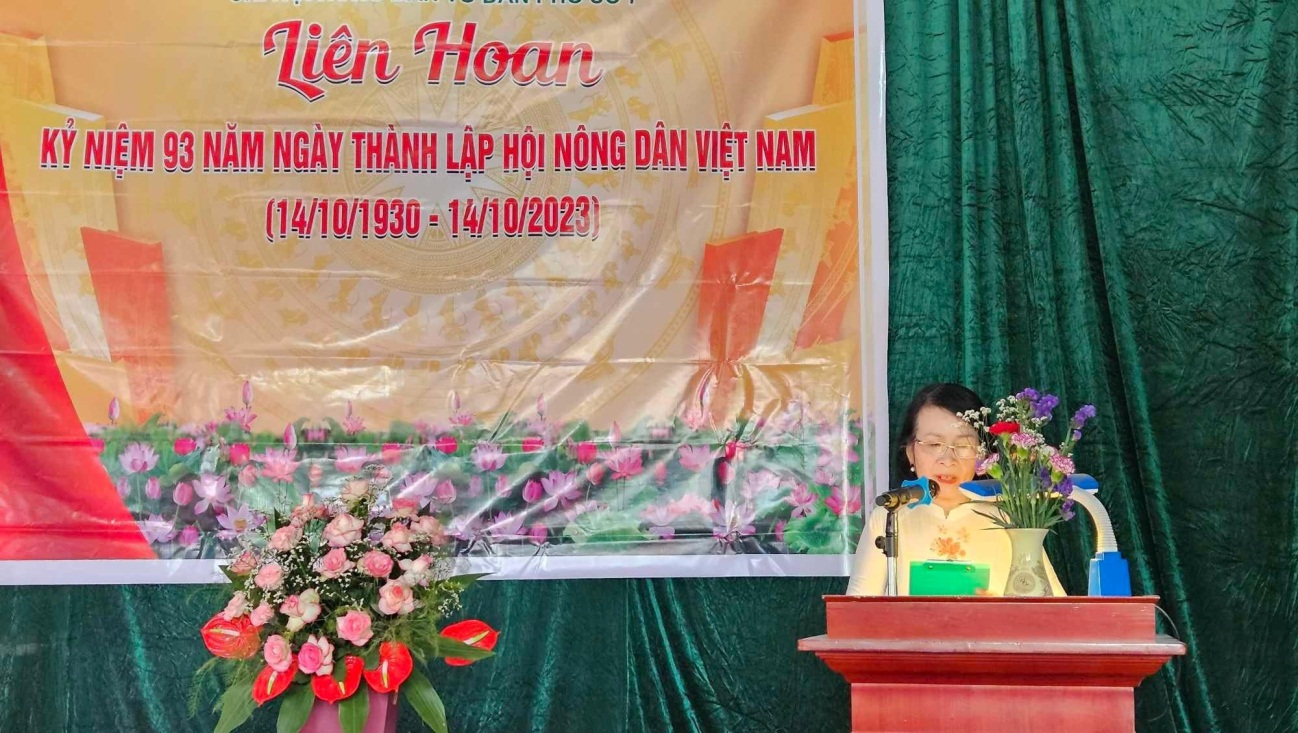 Liên Hoan
KỶ NIỆM 93 NĂM NGÀY THÀNH LẬP HỘI NÔNG DÂN VIỆT NAM
(14/10/1930 - 14/10/2023)